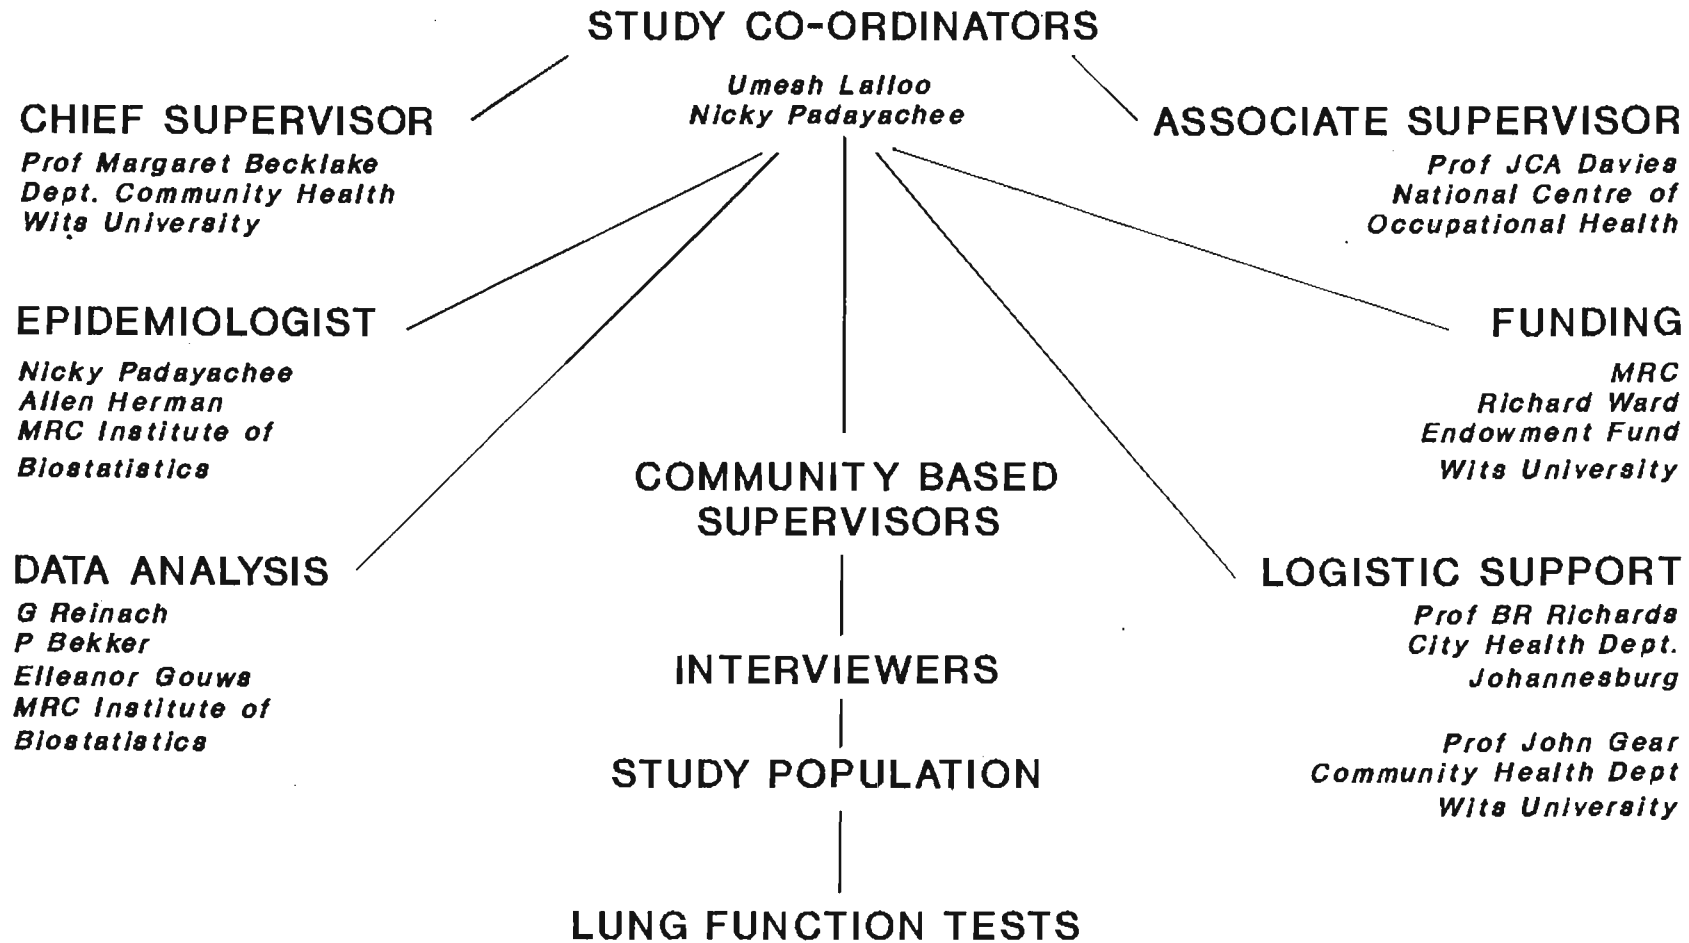 STUDY CO-ORDINATORS
Umesh Lalloo
Nicky Padayachee
CHIEF SUPERVISOR
Prof Margaret Becklake
Dept. Community Health
Wits University
ASSOCIATE SUPERVISOR
Prof JCA Davies
National Centre of
Occupational Health
EPIDEMIOLOGIST
Nicky Padayachee
Allen Herman
MRC Institute of
Biostatistics
FUNDING
MRC
Richard Ward
Endowment Fund
Wits University
DATA ANALYSIS
G Reinach
P Bekker
Elleanor Gouws
MRC Institute of
Biostatistics
COMMUNITY BASED
SUPERVISORS
INTERVIEWERS
STUDY POPULATION
LUNG FUNCTION TESTS
LOGISTIC SUPPORT
Prof BR Richards
City Health Dept.
Johannesburg
Prof John Gear
Community Health Dept
Wits University